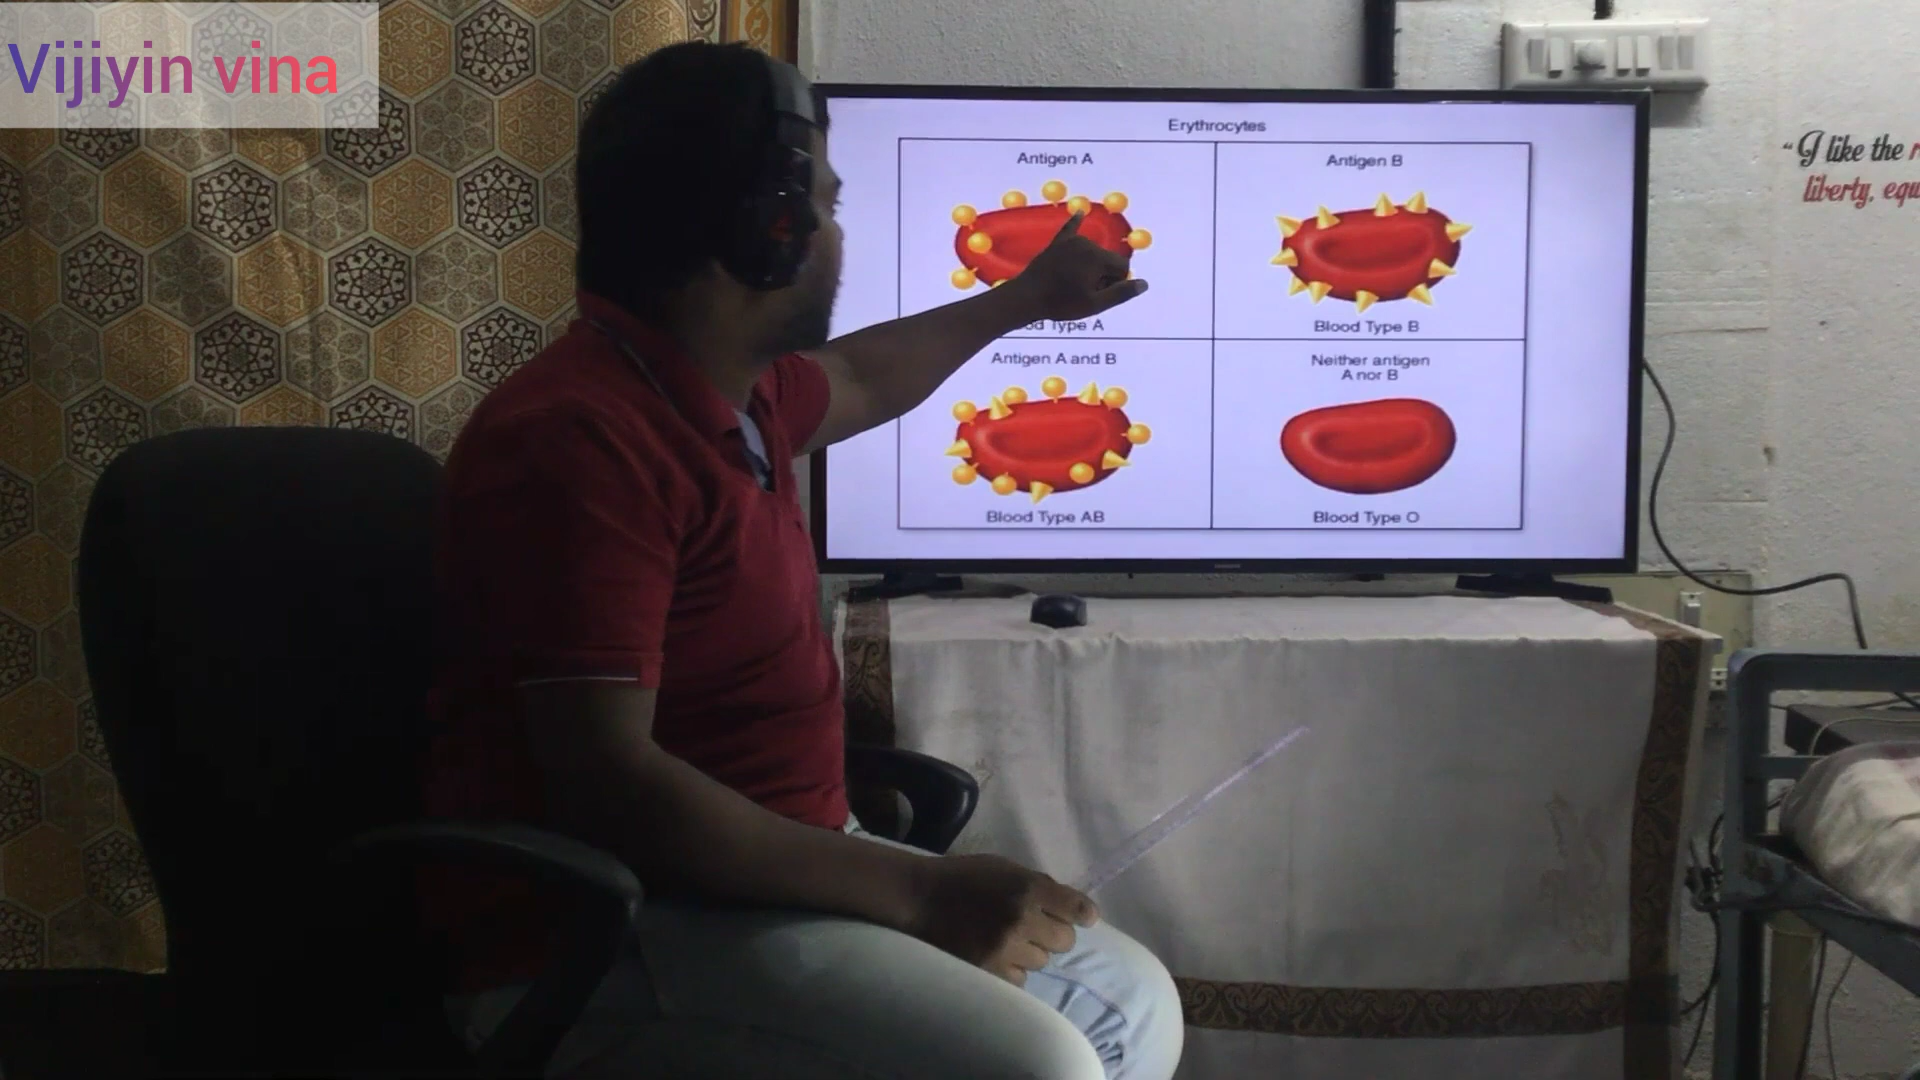 Vijiyin vina
Erythrocytes
Antigen A
Antigen B
Type A
Blood Type B
Antigen A and B
Neither antigen
A nor B
Blood Type AB
Blood Type O
"I like the
liberty,